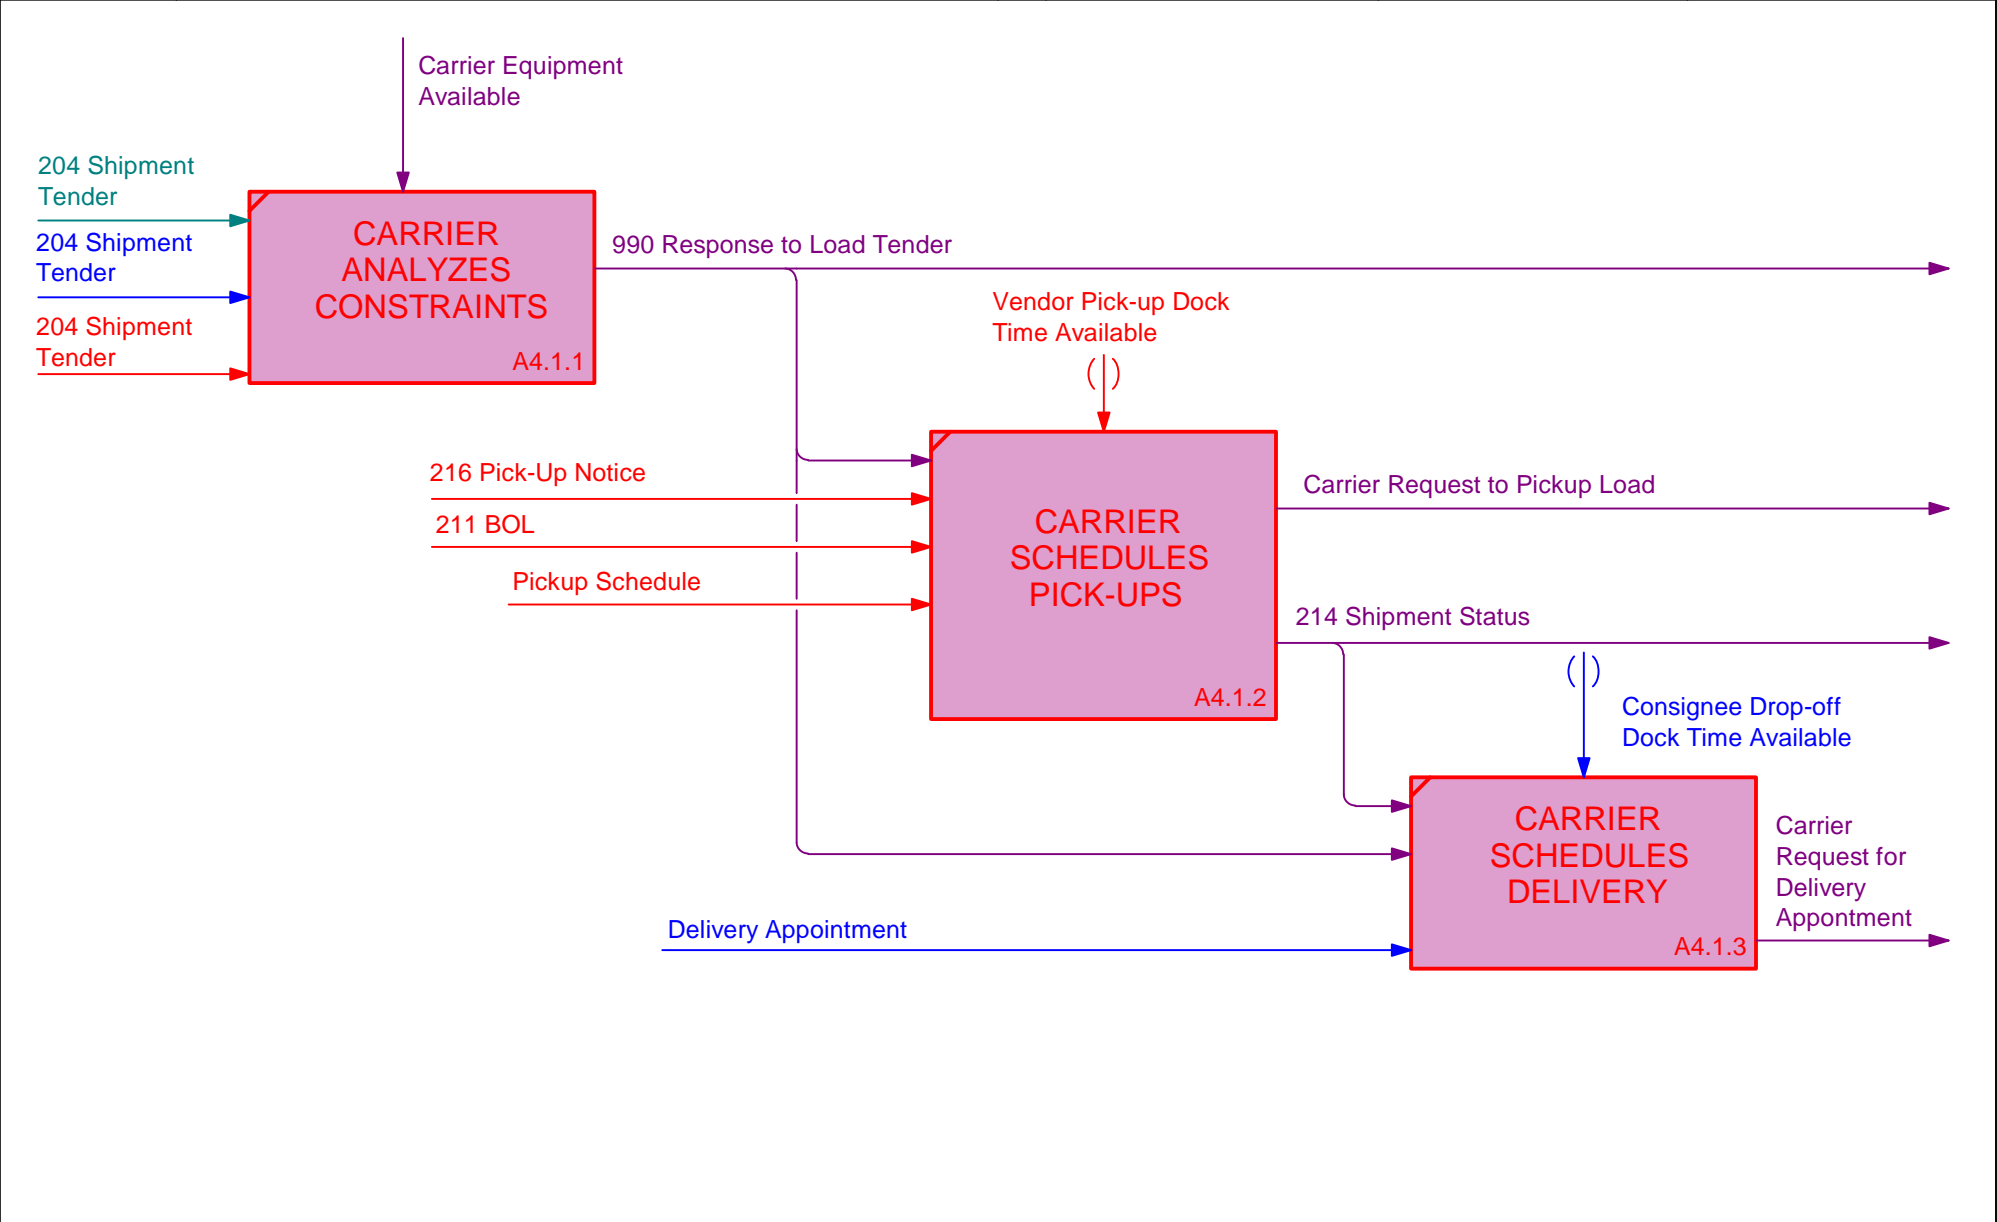 Carrier Equipment
Available
204 Shipment
Tender
204 Shipment
Tender
204 Shipment
Tender
CARRIER
ANALYZES
CONSTRAINTS
A4.1.1
990 Response to Load Tender
Vendor Pick-up Dock
Time Available
216 Pick-Up Notice
211 BOL
Pickup Schedule
CARRIER
SCHEDULES
PICK-UPS
A4.1.2
Carrier Request to Pickup Load
214 Shipment Status
Consignee Drop-off
Dock Time Available
CARRIER
SCHEDULES
DELIVERY
A4.1.3
Carrier
Request for
Delivery
Appontment
Delivery Appointment